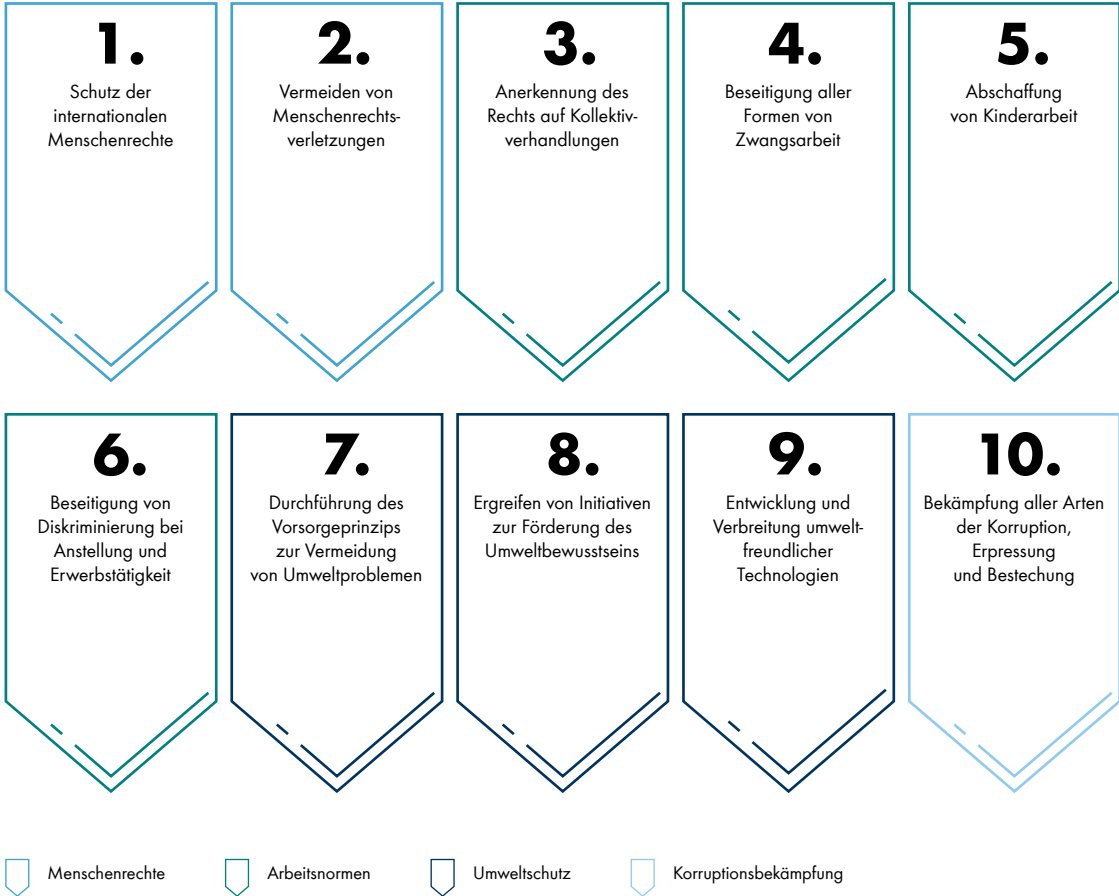 1.
Schutz der
internationalen
Menschenrechte
2.
Vermeiden von
Menschenrechts-
verletzungen
3.
Anerkennung des
Rechts auf Kollektiv-
verhandlungen
4.
Beseitigung aller
Formen von
Zwangsarbeit
5.
Abschaffung
von Kinderarbeit
6.
Beseitigung von
Diskriminierung bei
Anstellung und
Erwerbstätigkeit
7.
Durchführung des
Vorsorgeprinzips
zur Vermeidung
von Umweltproblemen
8.
Ergreifen von Initiativen
zur Förderung des
Umweltbewusstseins
9.
Entwicklung und
Verbreitung umwelt-
freundlicher
Technologien
10.
Bekämpfung aller Arten
der Korruption,
Erpressung
und Bestechung
Menschenrechte
Arbeitsnormen
Umweltschutz
Korruptionsbekämpfung